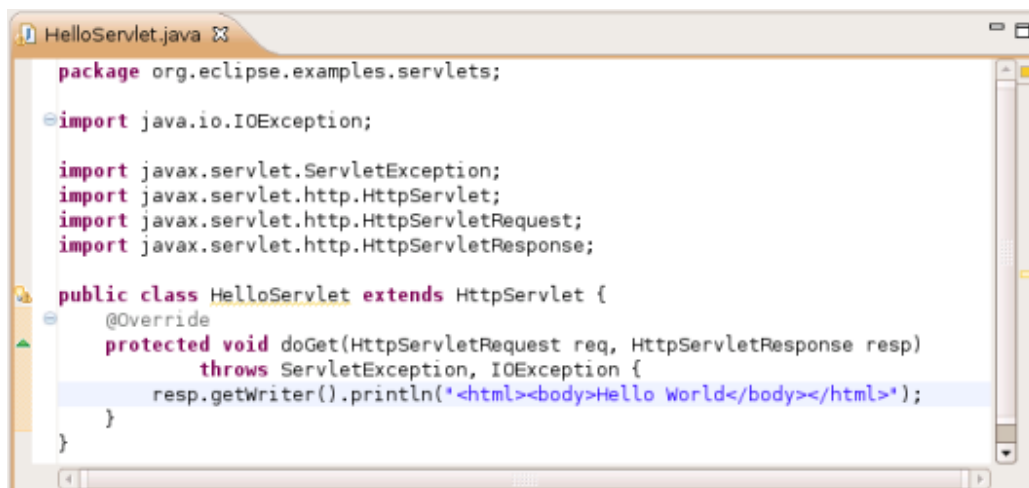 HelloServlet.java
package org.eclipse.examples.servlets;
import java.io.IOException;
import javax.servlet.ServletException;
import javax.servlet.http.HttpServlet;
import javax.servlet.http.HttpServletRequest;
import javax.servlet.http.HttpServletResponse;
public class HelloServlet extends HttpServlet {
@Override
protected void doGet(HttpServletRequest req, HttpServletResponse resp)
throws ServletException, IOException {
resp.getWriter().println("<html><body>Hello World</body></html>");
}
}